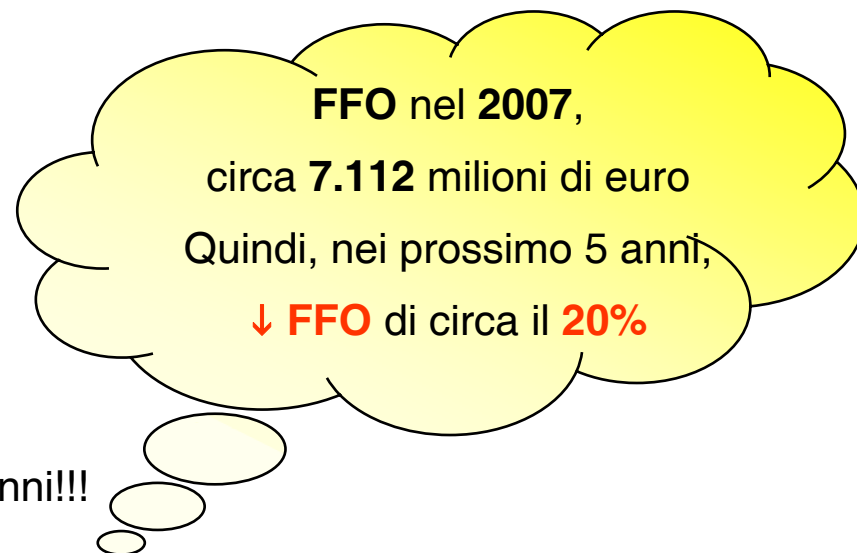 FFO nel 2007,
circa 7.112 milioni di euro
Quindi, nei prossimo 5 anni,
↓ FFO di circa il 20%
nni!!!